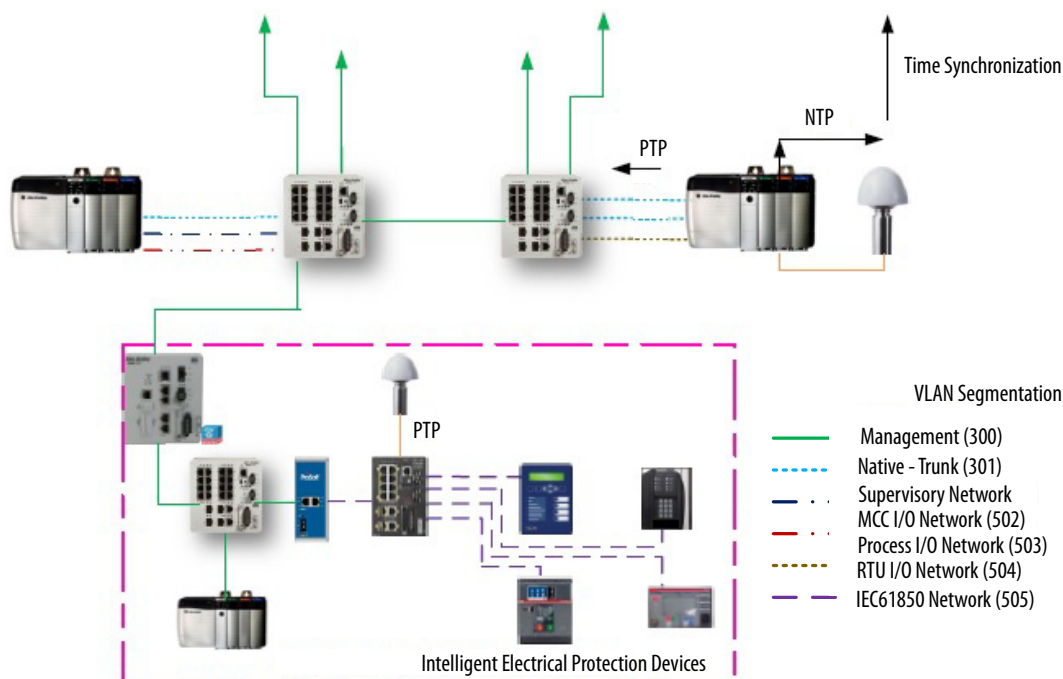 Time Synchronization
NTP
PTP
PTP
VLAN Segmentation
Management (300)
Native - Trunk (301)
Supervisory Network
MCC I/O Network (502)
Process I/O Network (503)
RTU I/O Network (504)
IEC61850 Network (505)
Intelligent Electrical Protection Devices